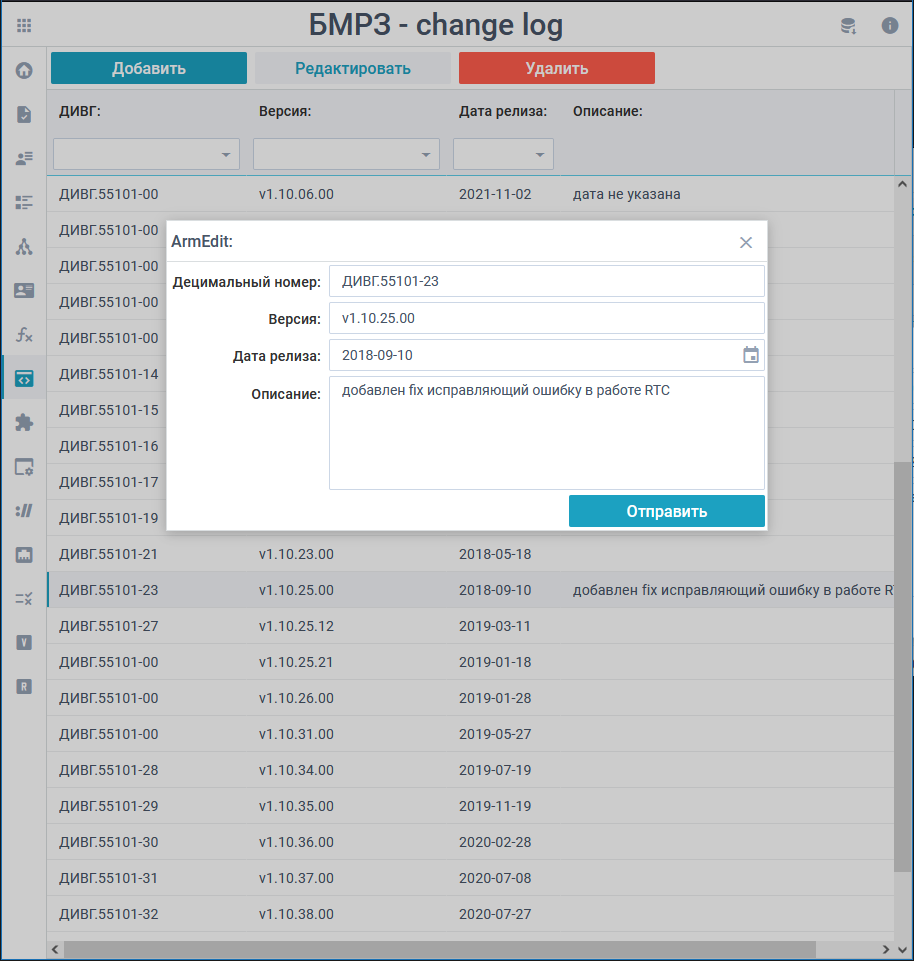 БМРЗ - change log
Добавить Редактировать Удалить
ДИВГ: Версия: Дата релиза: Описание:
ДИВГ.55101-00 v1.10.06.00 2021-11-02 дата не указана
ДИВГ.55101-00
ДИВГ.55101-00
ДИВГ.55101-00
ДИВГ.55101-00
ДИВГ.55101-14
ДИВГ.55101-15
ДИВГ.55101-16
ДИВГ.55101-17
ДИВГ.55101-19
ArmEdit:
Децимальный номер: ДИВГ.55101-23
Версия: v1.10.25.00
Дата релиза: 2018-09-10
Описание: добавлен fix исправляющий ошибку в работе RTC
Отправить
ДИВГ.55101-21 v1.10.23.00 2018-05-18
ДИВГ.55101-23 v1.10.25.00 2018-09-10 добавлен fix исправляющий ошибку в работе R
ДИВГ.55101-27 v1.10.25.12 2019-03-11
ДИВГ.55101-00 v1.10.25.21 2019-01-18
ДИВГ.55101-00 v1.10.26.00 2019-01-28
ДИВГ.55101-00 v1.10.31.00 2019-05-27
ДИВГ.55101-28 v1.10.34.00 2019-07-19
ДИВГ.55101-29 v1.10.35.00 2019-11-19
ДИВГ.55101-30 v1.10.36.00 2020-02-28
ДИВГ.55101-31 v1.10.37.00 2020-07-08
ДИВГ.55101-32 v1.10.38.00 2020-07-27